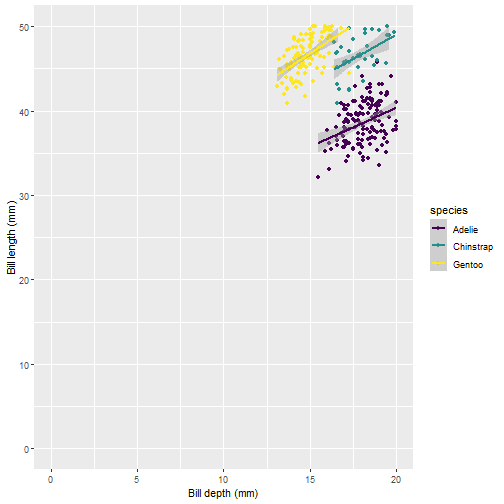 50
40
30
20
10
0
Bill length (mm)
0
5
10
15
20
Bill depth (mm)
species
Adelie
Chinstrap
Gentoo